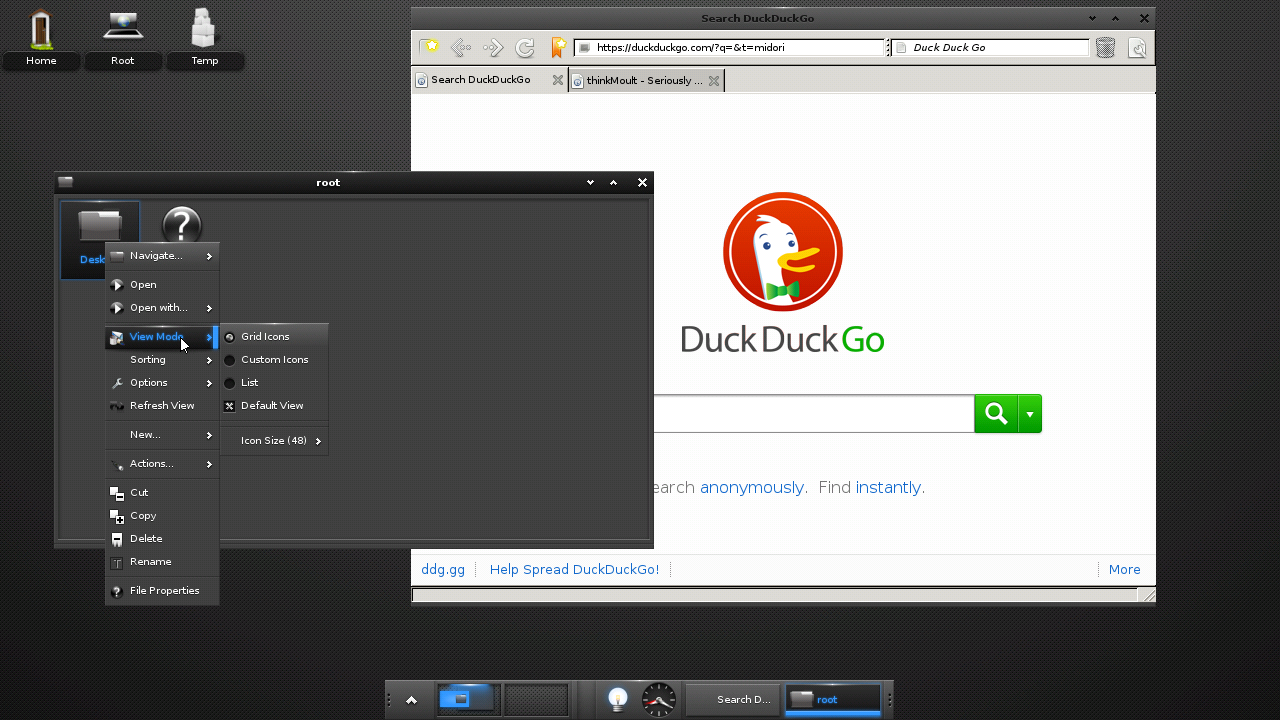 Home
Root
Temp
Search DuckDuckGo
https://duckduckgo.com/?q=&t=midori
Duck Duck Go
Search DuckDuckGo
thinkMoult - Seriously ...
root
?
Desk
Navigate...
Open
Open with...
View Mode
Sorting
Options
Refresh View
New...
Actions...
Cut
Copy
Delete
Rename
File Properties
Grid Icons
Custom Icons
List
Default View
Icon Size (48)
DuckDuckGo
earch anonymously. Find instantly.
ddg.gg
Help Spread DuckDuckGo!
More
Search D...
root